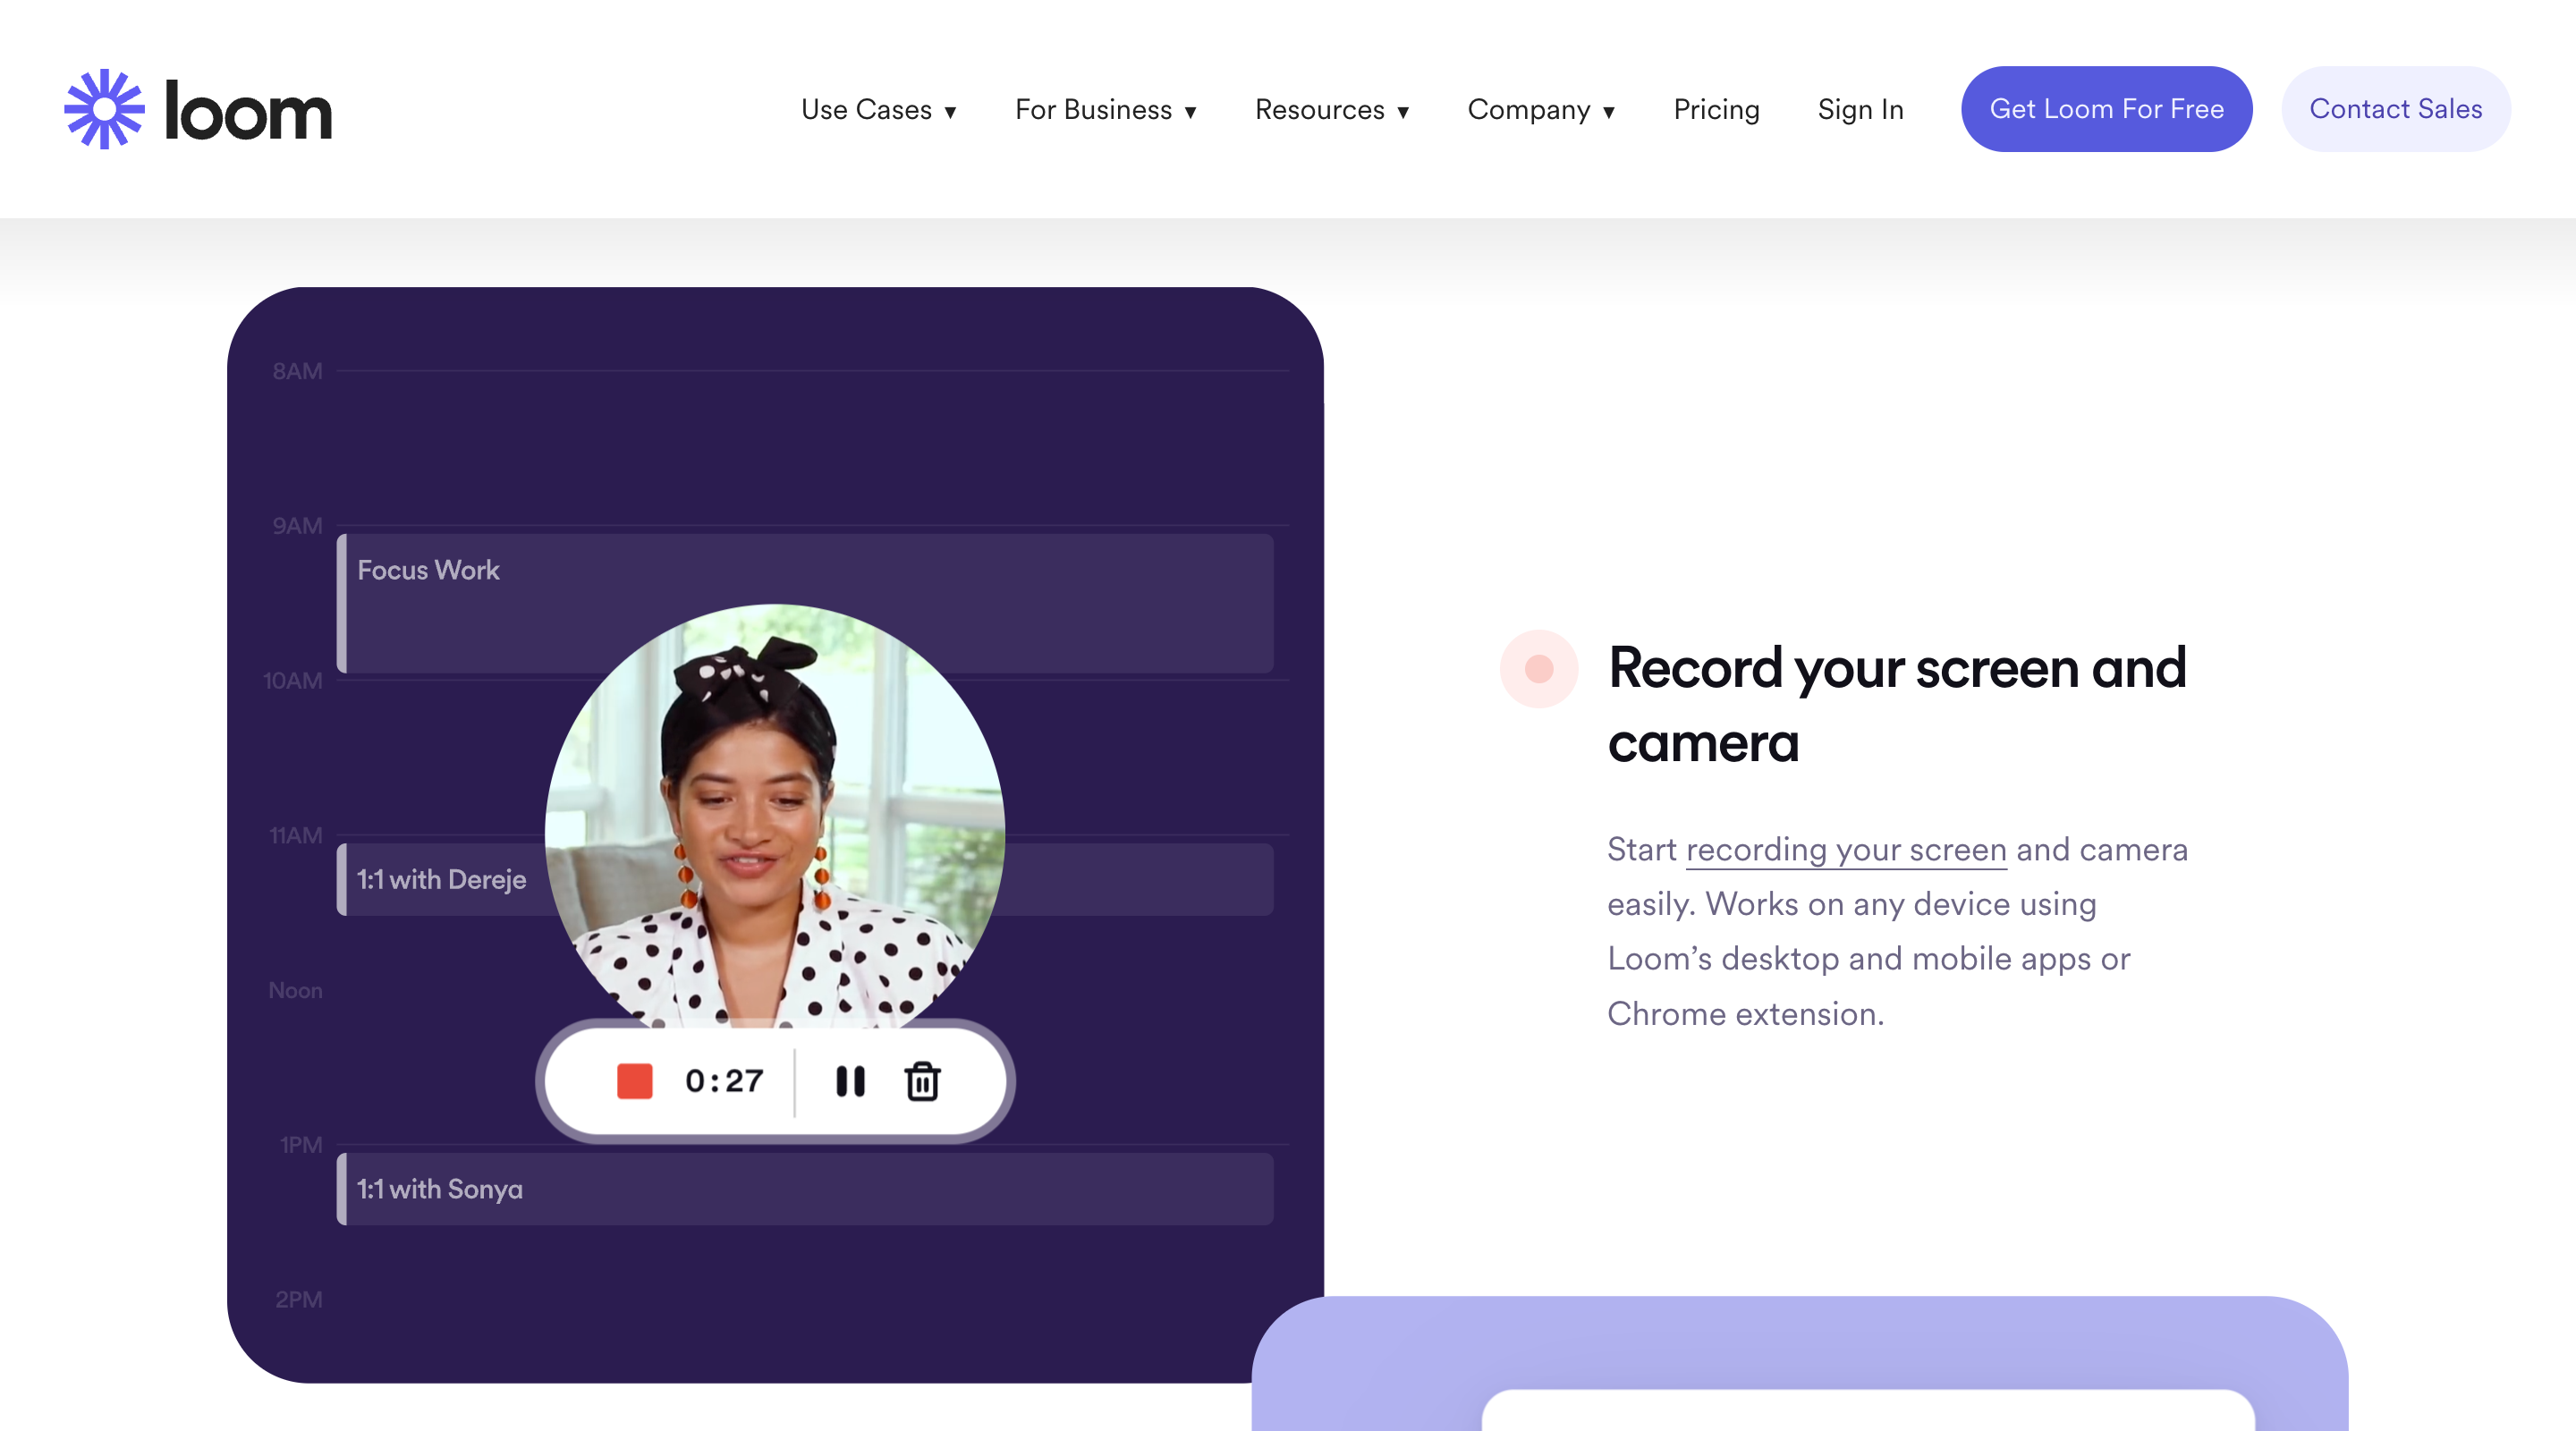 loom
Use Cases ▾
For Business ▾
Resources ▾
Company ▾
Pricing
Sign In
Get Loom For Free
Contact Sales
8AM
9AM
Focus Work
10AM
11AM
1:1 with Dereje
Noon
0:27
1PM
1:1 with Sonya
2PM
Record your screen and
camera
Start recording your screen and camera
easily. Works on any device using
Loom’s desktop and mobile apps or
Chrome extension.